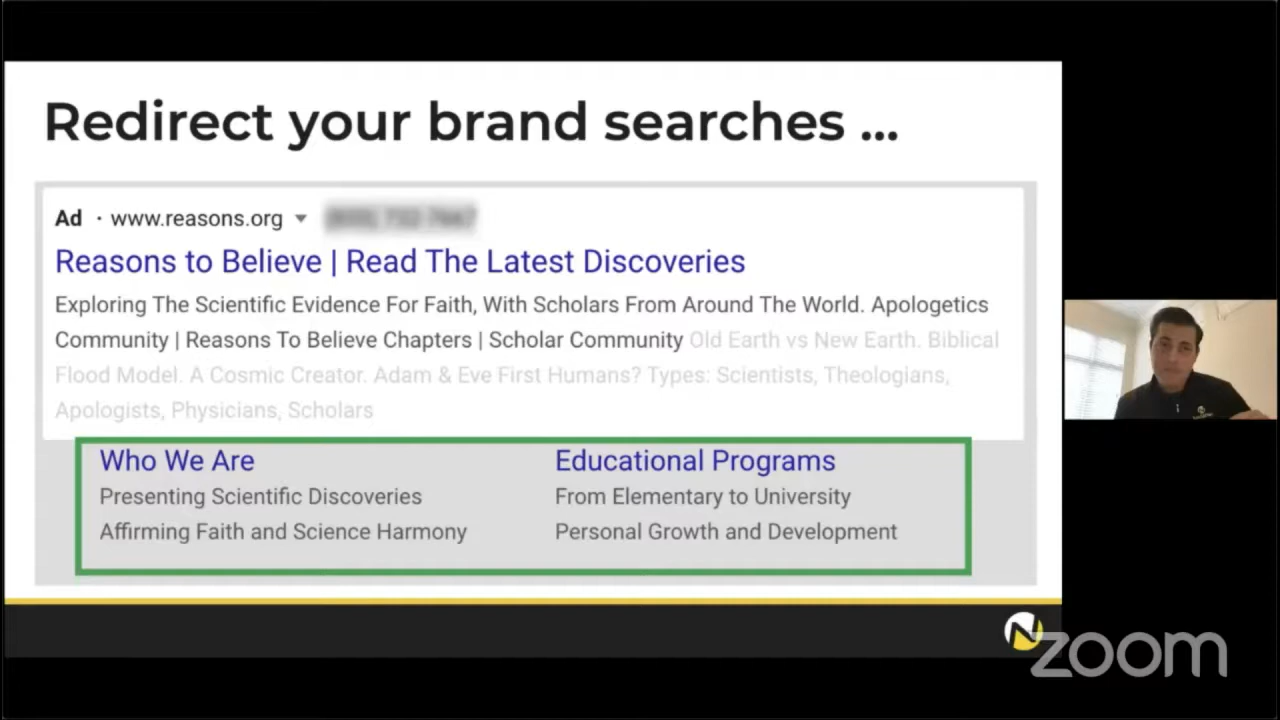 Redirect your brand searches ...
Ad · www.reasons.org
Reasons to Believe | Read The Latest Discoveries
Exploring The Scientific Evidence For Faith, With Scholars From Around The World. Apologetics
Community | Reasons To Believe Chapters | Scholar Community Old Earth vs New Earth. Biblical
Flood Model. A Cosmic Creator. Adam & Eve First Humans? Types: Scientists, Theologians,
Apologists, Physicians, Scholars
Who We Are
Presenting Scientific Discoveries
Affirming Faith and Science Harmony
Educational Programs
From Elementary to University
Personal Growth and Development
zoom